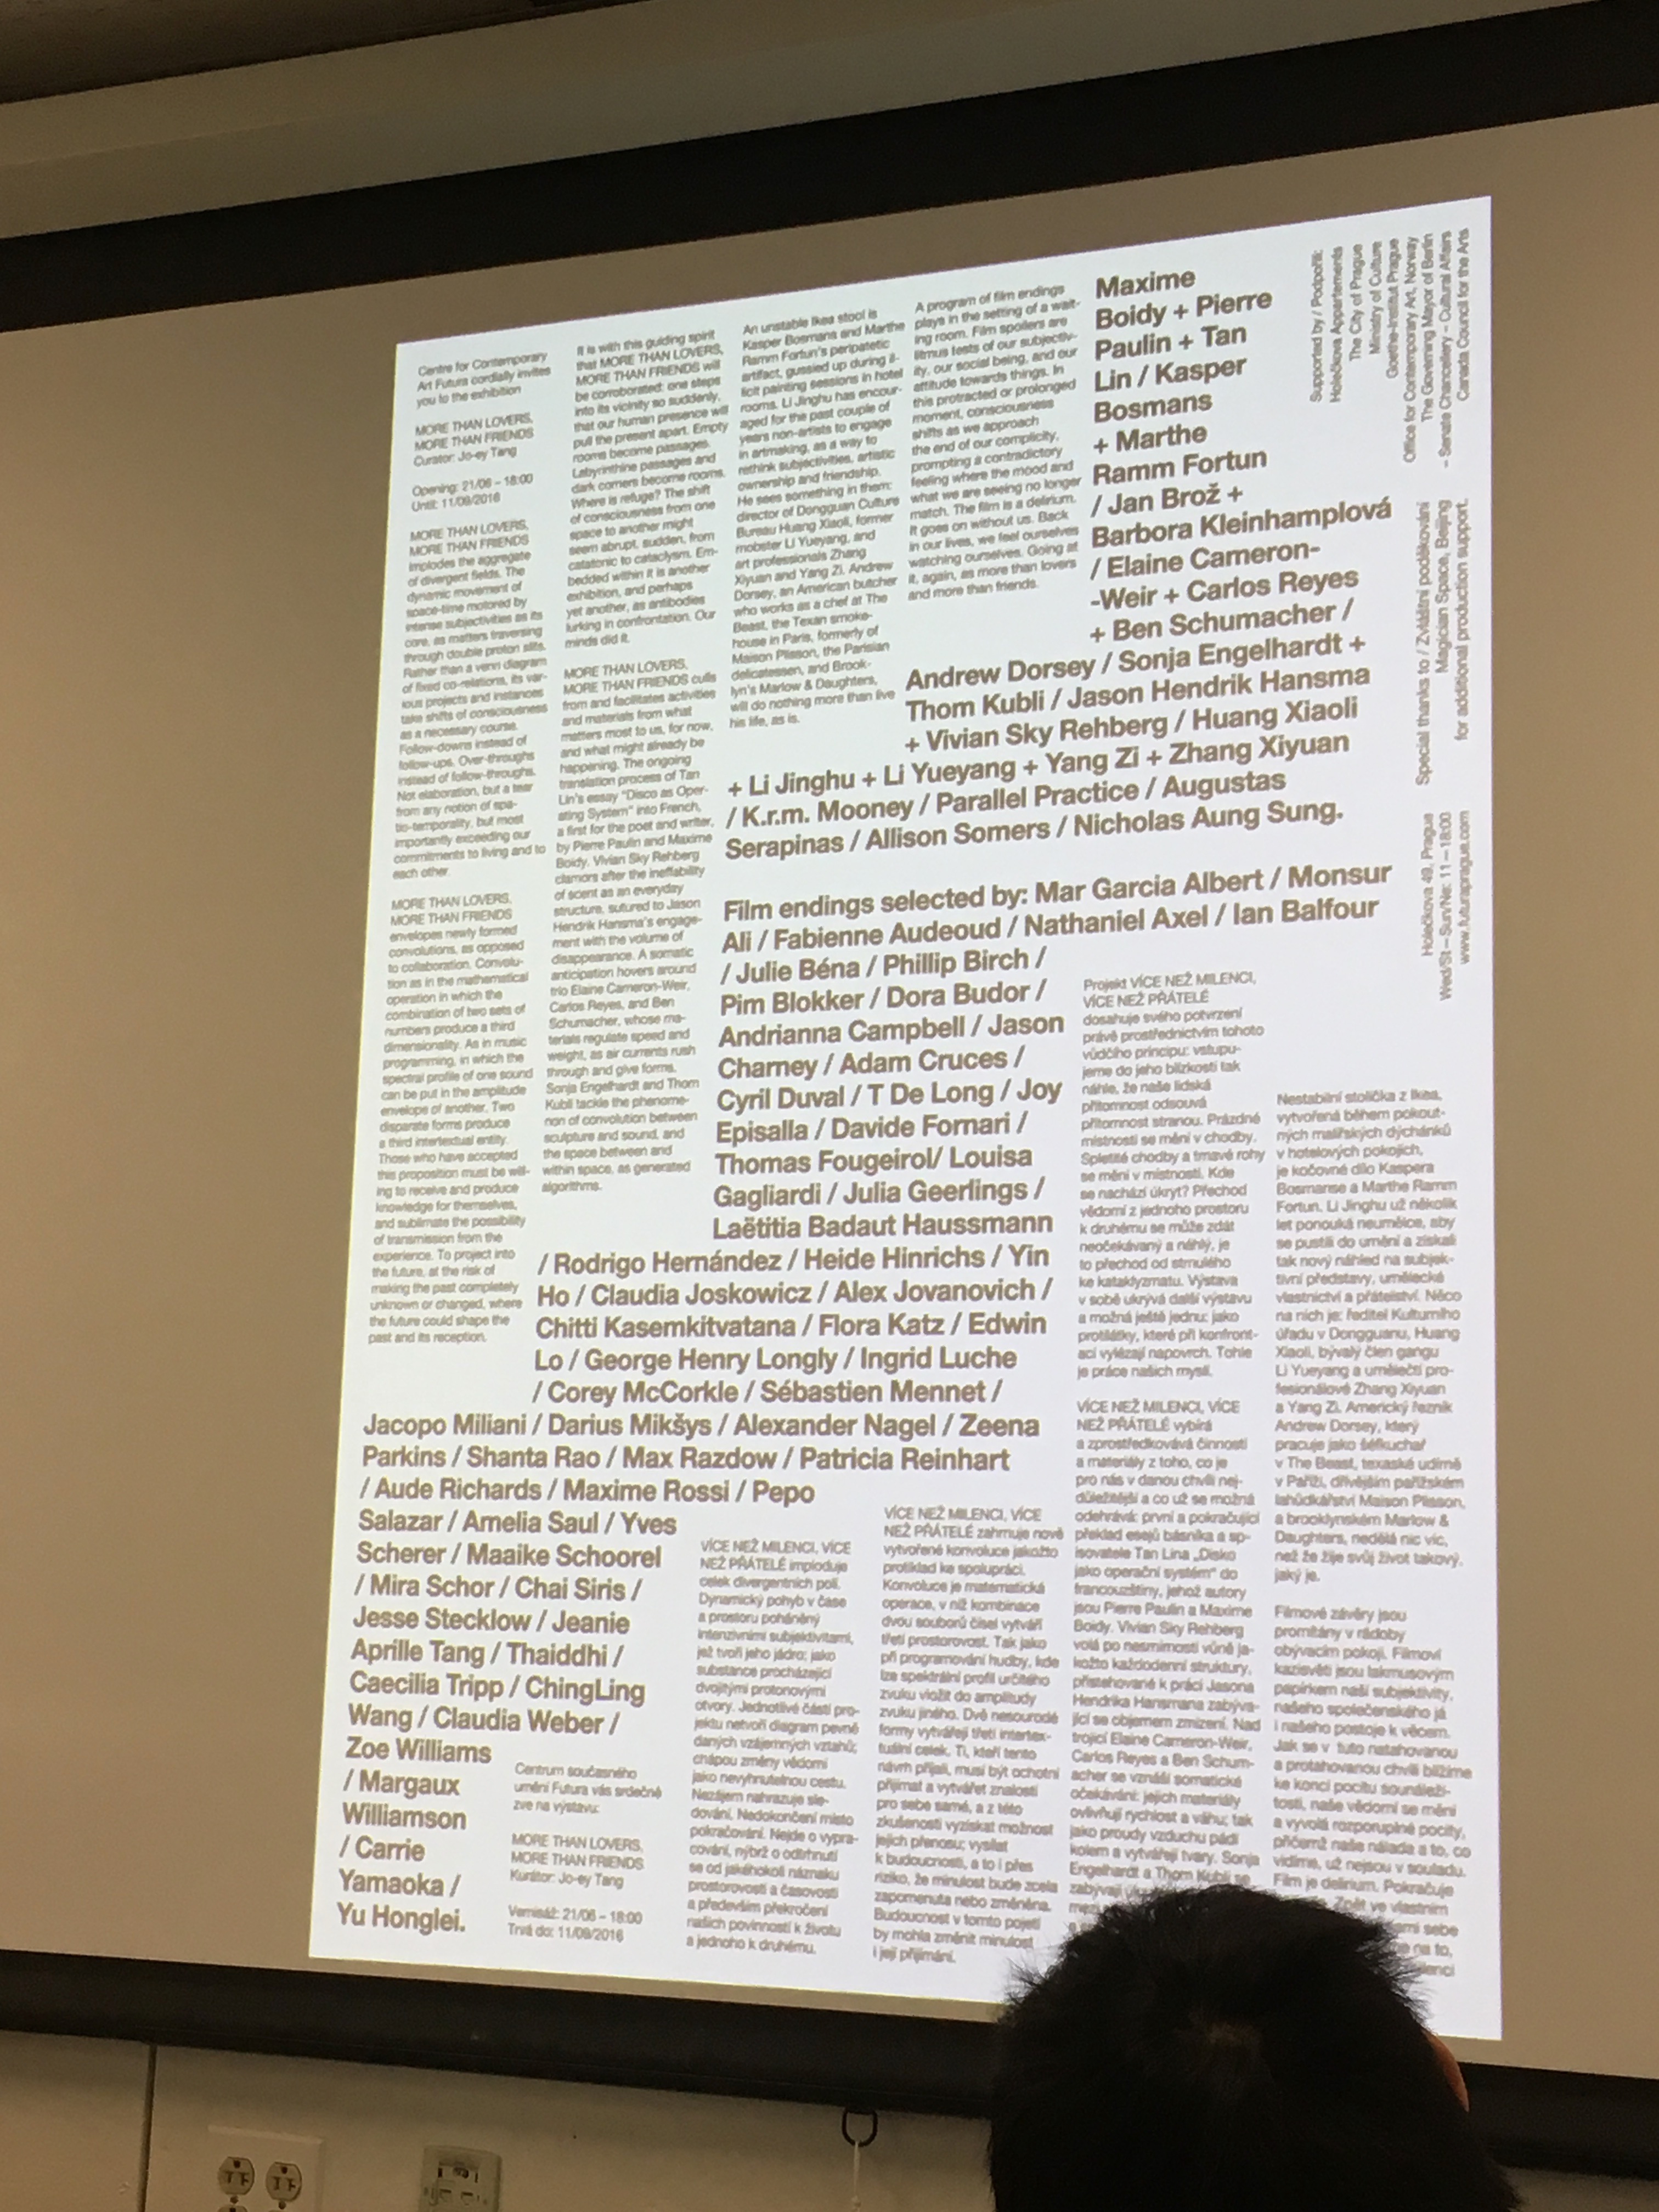 Centre for Contemporary
Art Futura cordially invites
you to the exhibition
MORE THAN LOVERS,
MORE THAN FRIENDS
Curator: Jo-ey Tang
Opening: 21/06 – 18:00
Until: 11/09/2016
MORE THAN LOVERS,
MORE THAN FRIENDS
implodes the aggregate
of divergent fields. The
dynamic movement of
space-time motored by
intense subjectivities as its
core, as matters traversing
through double proton slits.
Rather than a venn diagram
of fixed co-relations, its var-
ious projects and instances
take shifts of consciousness
as a necessary course.
Follow-downs instead of
follow-ups. Over-throughs
instead of follow-throughs.
Not elaboration, but a tear
from any notion of spa-
tio-temporality, but most
importantly exceeding our
commitments to living and to
each other.
MORE THAN LOVERS,
MORE THAN FRIENDS
envelopes newly formed
convolutions, as opposed
to collaboration. Convolu-
tion as in the mathematical
operation in which the
combination of two sets of
numbers produce a third
dimensionality. As in music
programming, in which the
spectral profile of one sound
can be put in the amplitude
envelope of another. Two
disparate forms produce
a third intertextual entity.
Those who have accepted
this proposition must be will-
ing to receive and produce
knowledge for themselves,
and sublimate the possibility
of transmission from the
experience. To project into
the future, at the risk of
making the past completely
unknown or changed, where
the future could shape the
past and its reception.
It is with this guiding spirit
that MORE THAN LOVERS,
MORE THAN FRIENDS will
be corroborated: one steps
into its vicinity so suddenly,
that our human presence will
pull the present apart. Empty
rooms become passages.
Labyrinthine passages and
dark corners become rooms.
Where is refuge? The shift
of consciousness from one
space to another might
seem abrupt, sudden, from
catatonic to cataclysm. Em-
bedded within it is another
exhibition, and perhaps
yet another, as antibodies
lurking in confrontation. Our
minds did it.
MORE THAN LOVERS,
MORE THAN FRIENDS culls
from and facilitates activities
and materials from what
matters most to us, for now,
and what might already be
happening. The ongoing
translation process of Tan
Lin's essay "Disco as Oper-
ating System" into French,
a first for the poet and writer,
by Pierre Paulin and Maxime
Boidy. Vivian Sky Rehberg
clamors after the ineffability
of scent as an everyday
structure, sutured to Jason
Hendrik Hansma's engage-
ment with the volume of
disappearance. A somatic
anticipation hovers around
trio Elaine Cameron-Weir,
Carlos Reyes, and Ben
Schumacher, whose ma-
terials regulate speed and
weight, as air currents rush
through and give forms.
Sonja Engelhardt and Thom
Kubli tackle the phenome-
non of convolution between
sculpture and sound, and
the space between and
within space, as generated
algorithms.
An unstable Ikea stool is
Kasper Bosmans and Marthe
Ramm Fortun's peripatetic
artifact, gussied up during il-
licit painting sessions in hotel
rooms. Li Jinghu has encour-
aged for the past couple of
years non-artists to engage
in artmaking, as a way to
rethink subjectivities, artistic
ownership and friendship.
He sees something in them:
director of Dongguan Culture
Bureau Huang Xiaoli, former
mobster Li Yueyang, and
art professionals Zhang
Xiyuan and Yang Zi. Andrew
Dorsey, an American butcher
who works as a chef at The
Beast, the Texan smoke-
house in Paris, formerly of
Maison Plisson, the Parisian
delicatessen, and Brook-
lyn's Marlow & Daughters,
will do nothing more than live
his life, as is.
A program of film endings
plays in the setting of a wait-
ing room. Film spoilers are
litmus tests of our subjectiv-
ity, our social being, and our
attitude towards things. In
this protracted or prolonged
moment, consciousness
shifts as we approach
the end of our complicity,
prompting a contradictory
feeling where the mood and
what we are seeing no longer
match. The film is a delirium.
It goes on without us. Back
in our lives, we feel ourselves
watching ourselves. Going at
it, again, as more than lovers
and more than friends.
Maxime
Boidy + Pierre
Paulin + Tan
Lin / Kasper
Bosmans
+ Marthe
Ramm Fortun
/ Jan Brož +
Barbora Kleinhamplová
/ Elaine Cameron-
-Weir + Carlos Reyes
+ Ben Schumacher /
Andrew Dorsey / Sonja Engelhardt +
Thom Kubli / Jason Hendrik Hansma
+ Vivian Sky Rehberg / Huang Xiaoli
+ Li Jinghu + Li Yueyang + Yang Zi + Zhang Xiyuan
/ K.r.m. Mooney / Parallel Practice / Augustas
Serapinas / Allison Somers / Nicholas Aung Sung.
Film endings selected by: Mar Garcia Albert / Monsur
Ali / Fabienne Audeoud / Nathaniel Axel / Ian Balfour
/ Julie Béna / Phillip Birch /
Pim Blokker / Dora Budor /
Andrianna Campbell / Jason
Charney / Adam Cruces /
Cyril Duval / T De Long / Joy
Episalla / Davide Fornari /
Thomas Fougeirol/ Louisa
Gagliardi / Julia Geerlings /
Laëtitia Badaut Haussmann
/ Rodrigo Hernández / Heide Hinrichs / Yin
Ho / Claudia Joskowicz / Alex Jovanovich /
Chitti Kasemkitvatana / Flora Katz / Edwin
Lo / George Henry Longly / Ingrid Luche
/ Corey McCorkle / Sébastien Mennet /
Jacopo Miliani / Darius Mikšys / Alexander Nagel / Zeena
Parkins / Shanta Rao / Max Razdow / Patricia Reinhart
/ Aude Richards / Maxime Rossi / Pepo
Salazar / Amelia Saul / Yves
Scherer / Maaike Schoorel
/ Mira Schor / Chai Siris /
Jesse Stecklow / Jeanie
Aprille Tang / Thaiddhi /
Caecilia Tripp / ChingLing
Wang / Claudia Weber /
Zoe Williams
/ Margaux
Williamson
/ Carrie
Yamaoka /
Yu Honglei.
Supported by / Podpořili:
Holečkova Appartements
The City of Prague
Ministry of Culture
Goethe-Institut Prague
Office for Contemporary Art, Norway
The Governing Mayor of Berlin
- Senate Chancellery – Cultural Affairs
Canada Council for the Arts
Special thanks to / Zvláštní poděkování
Magician Space, Beijing
for additional production support.
Holečkova 49, Prague
Wed/St – Sun/Ne: 11 – 18:00
www.futuraprague.com
Centrum současného
umění Futura vás srdečně
zve na výstavu:
MORE THAN LOVERS,
MORE THAN FRIENDS
Kurátor: Jo-ey Tang
Vernisáž: 21/06 – 18:00
Trvá do: 11/09/2016
VÍCE NEŽ MILENCI, VÍCE
NEŽ PŘÁTELÉ imploduje
celek divergentních polí.
Dynamický pohyb v čase
a prostoru poháněný
intenzivními subjektivitami,
jež tvoří jeho jádro; jako
substance procházející
dvojitými protonovými
otvory. Jednotlivé části pro-
jektu netvoří diagram pevně
daných vzájemných vztahů;
chápou změny vědomí
jako nevyhnutelnou cestu.
Nezájem nahrazuje sle-
dování. Nedokončení místo
pokračování. Nejde o vypra-
cování, nýbrž o odtrhnutí
se od jakéhokoli náznaku
prostorovosti a časovosti
a především překročení
našich povinností k životu
a jednoho k druhému.
VÍCE NEŽ MILENCI, VÍCE
NEŽ PŘÁTELÉ zahrnuje nově
vytvořené konvoluce jakožto
protiklad ke spolupráci.
Konvoluce je matematická
operace, v níž kombinace
dvou souborů čísel vytváří
třetí prostorovost. Tak jako
při programování hudby, kde
lze spektrální profil určitého
zvuku vložit do amplitudy
zvuku jiného. Dvě nesourodé
formy vytvářejí třetí intertex-
tuální celek. Ti, kteří tento
návrh přijali, musí být ochotni
přijímat a vytvářet znalosti
pro sebe samé, a z této
zkušenosti vyzískat možnost
jejich přenosu; vysílat
k budoucnosti, a to i přes
riziko, že minulost bude zcela
zapomenuta nebo změněna.
Budoucnost v tomto pojetí
by mohla změnit minulost
i její přijímání.
Projekt VÍCE NEŽ MILENCI,
VÍCE NEŽ PŘÁTELÉ
dosahuje svého potvrzení
právě prostřednictvím tohoto
vůdčího principu: vstupu-
jeme do jeho blízkosti tak
náhle, že naše lidská
přítomnost odsouvá
přítomnost stranou. Prázdné
místnosti se mění v chodby.
Spletité chodby a tmavé rohy
se mění v místnosti. Kde
se nachází úkryt? Přechod
vědomí z jednoho prostoru
k druhému se může zdát
neočekávaný a náhlý, je
to přechod od strnulého
ke kataklyzmatu. Výstava
v sobě ukrývá další výstavu
a možná ještě jednu: jako
protilátky, které při konfront-
aci vylézají napovrch. Tohle
je práce našich myslí.
VÍCE NEŽ MILENCI, VÍCE
NEŽ PŘÁTELÉ vybírá
a zprostředkovává činnosti
a materiály z toho, co je
pro nás v danou chvíli nej-
důležitější a co už se možná
odehrává: první a pokračující
překlad esejů básníka a sp-
isovatele Tan Lina „Disko
jako operační systém" do
francouzštiny, jehož autory
jsou Pierre Paulin a Maxime
Boidy. Vivian Sky Rehberg
volá po nesmírnosti vůně ja-
kožto každodenní struktury,
přistehované k práci Jasona
Hendrika Hansmana zabýva-
jící se objemem zmizení. Nad
trojicí Elaine Cameron-Weir,
Carlos Reyes a Ben Schum-
acher se vznáší somatické
očekávání: jejich materiály
ovlivňují rychlost a váhu; tak
jako proudy vzduchu pádí
kolem a vytvářejí tvary. Sonja
Engelhardt a Thom Kubli se
zabývají
Nestabilní stolička z Ikea,
vytvořená během pokout-
ných malířských dýchánků
v hotelových pokojích,
je kočovné dílo Kaspera
Bosmanse a Marthe Ramm
Fortun. Li Jinghu už několik
let ponouká neumělce, aby
se pustili do umění a získali
tak nový náhled na subjek-
tivní představy, umělecká
vlastnictví a přátelství. Něco
na nich je: ředitel Kulturního
úřadu v Dongguanu, Huang
Xiaoli, bývalý člen gangu
Li Yueyang a umělečtí pro-
fesionálové Zhang Xiyuan
a Yang Zi. Americký řezník
Andrew Dorsey, který
pracuje jako šéfkuchař
v The Beast, texaské udírně
v Paříži, dřívějším pařížském
lahůdkářství Maison Plisson,
a brooklynském Marlow &
Daughters, nedělá nic víc,
než že žije svůj život takový,
jaký je.
Filmové závěry jsou
promítány v rádoby
obývacím pokoji. Filmoví
kazisvěti jsou lakmusovým
papírkem naší subjektivity,
našeho společenského já
i našeho postoje k věcem.
Jak se v tuto natahovanou
a protahovanou chvíli blížíme
ke konci pocitu sounáleži-
tosti, naše vědomí se mění
a vyvolá rozporuplné pocity,
přičemž naše nálada a to, co
vidíme, už nejsou v souladu.
Film je delirium. Pokračuje
Zpět ve vlastním
sebe
na to,